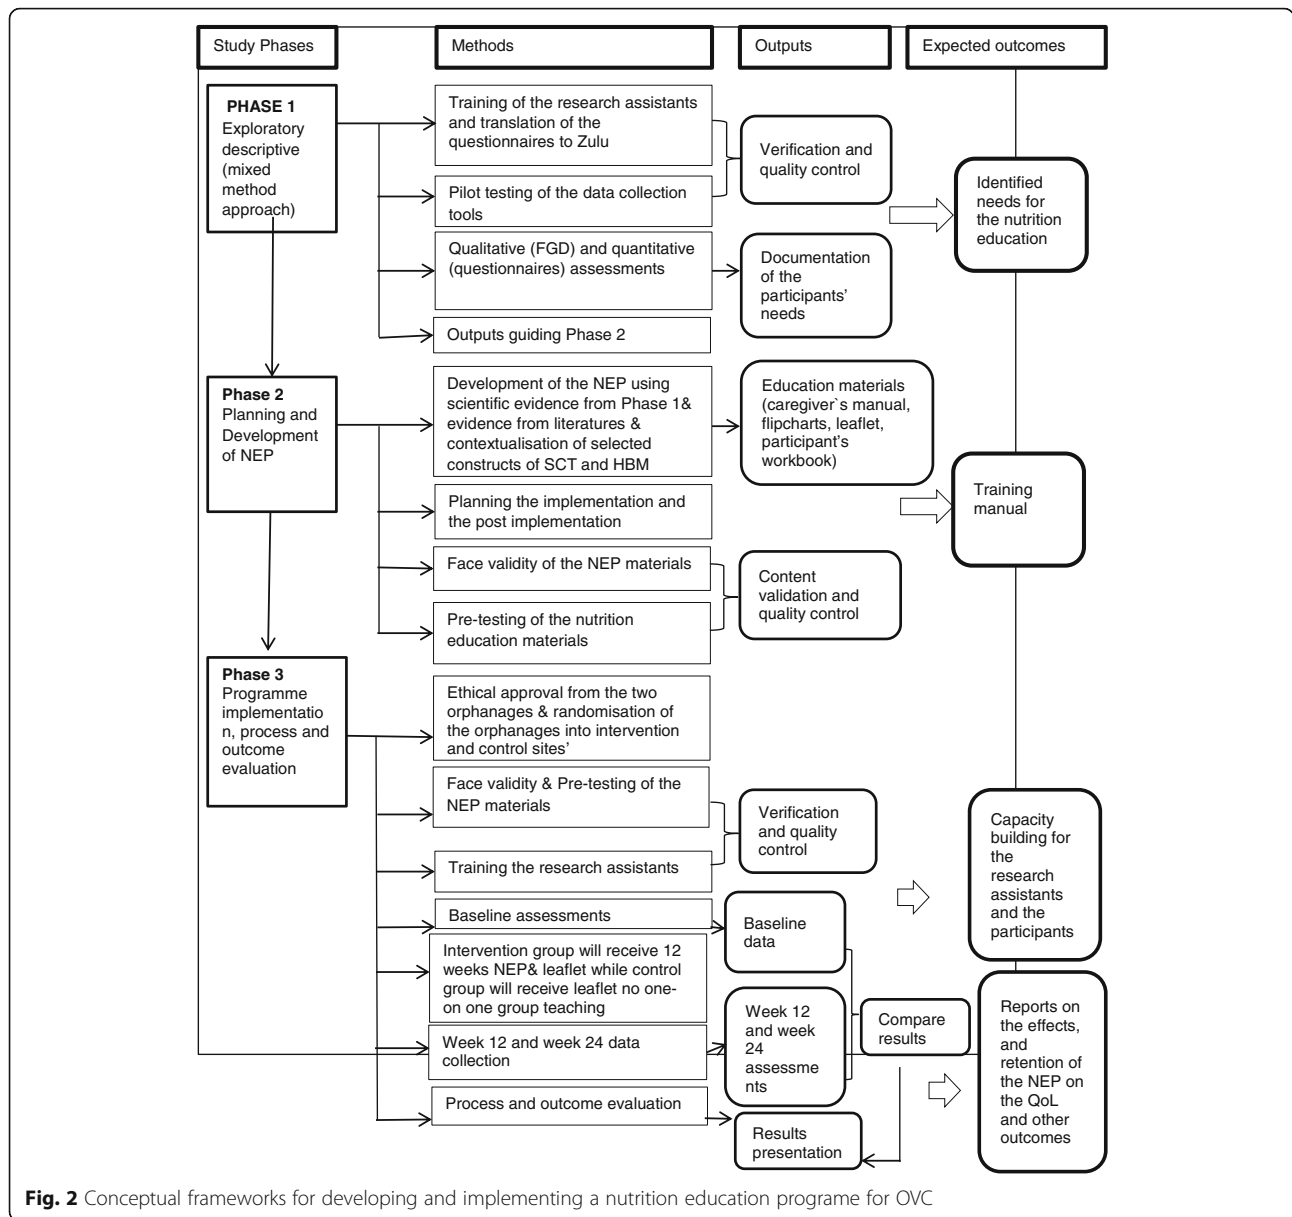 Study Phases
Methods
Outputs
Expected outcomes
PHASE 1
Exploratory
descriptive
(mixed
method
approach)
Training of the research assistants
and translation of the
questionnaires to Zulu
Pilot testing of the data collection
tools
Qualitative (FGD) and quantitative
(questionnaires) assessments
Outputs guiding Phase 2
Verification and
quality control
Documentation
of the
participants'
needs
Identified
needs for
the nutrition
education
Phase 2
Planning and
Development
of NEP
Development of the NEP using
scientific evidence from Phase 1&
evidence from literatures &
contextualisation of selected
constructs of SCT and HBM
Planning the implementation and
the post implementation
Face validity of the NEP materials
Pre-testing of the nutrition
education materials
Education materials
(caregiver`s manual,
flipcharts, leaflet,
participant's
workbook)
Content
validation and
quality control
Training
manual
Phase 3
Programme
implementatio
n, process and
outcome
evaluation
Ethical approval from the two
orphanages & randomisation of
the orphanages into intervention
and control sites'
Face validity & Pre-testing of the
NEP materials
Training the research assistants
Baseline assessments
Intervention group will receive 12
weeks NEP& leaflet while control
group will receive leaflet no one-
on one group teaching
Week 12 and week 24 data
collection
Process and outcome evaluation
Verification
and quality
control
Baseline
data
Week 12
and week
24
assessme
nts
Compare
results
Results
presentation
Capacity
building for
the
research
assistants
and the
participants
Reports on
the effects,
and
retention of
the NEP on
the QoL
and other
outcomes
Fig. 2 Conceptual frameworks for developing and implementing a nutrition education programe for OVC